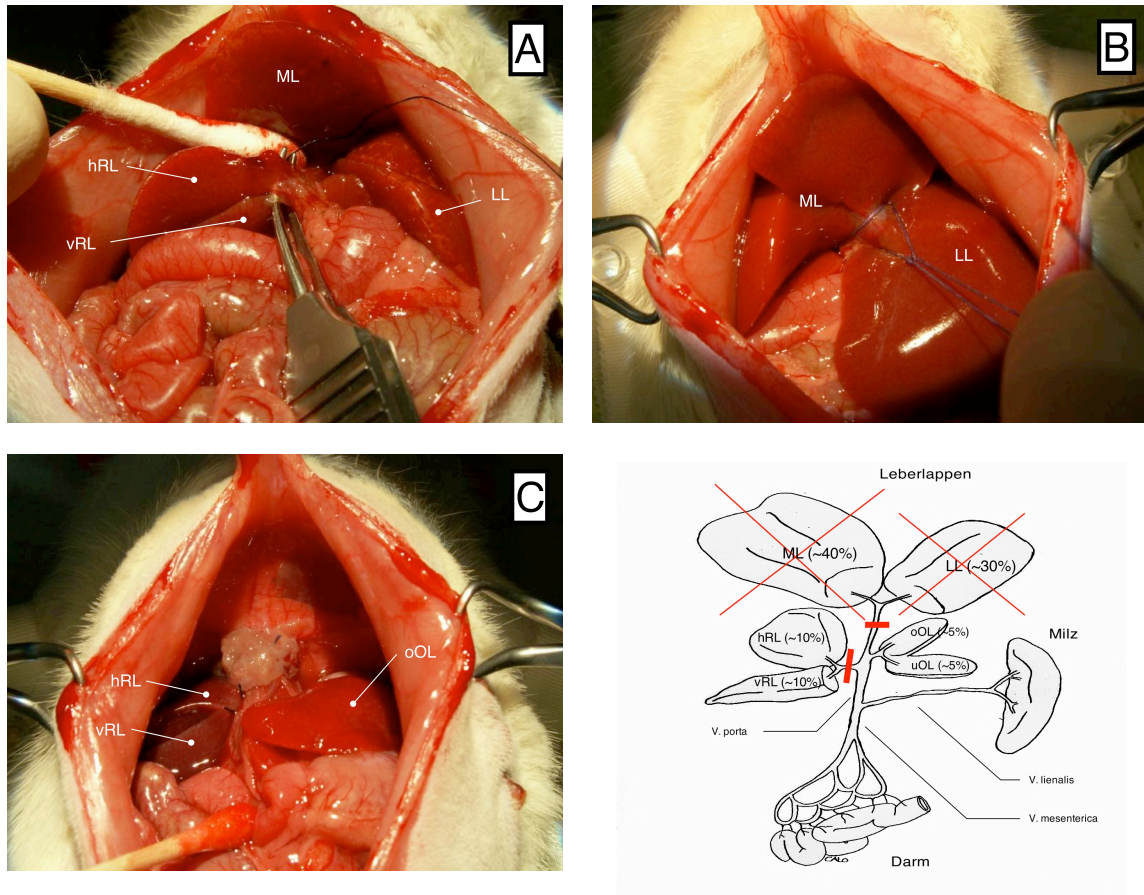 A
ML
hRL
LL
vRL
B
ML
LL
C
oOL
hRL
vRL
Leberlappen
ML (~40%)
LL (~30%)
hRL (~10%)
oOL (~5%)
Milz
uOL (~5%)
vRL (~10%)
V. porta
V. lienalis
V. mesenterica
CALO
Darm